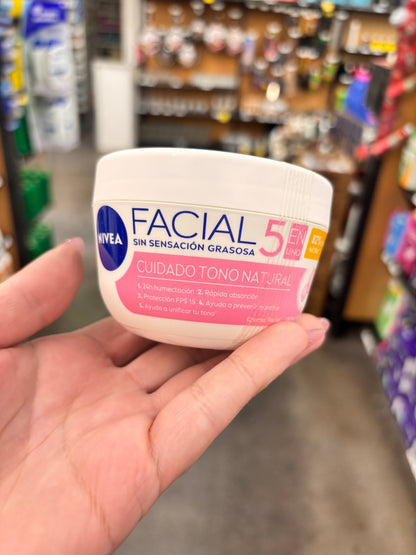 NIVEA
FACIAL
SIN SENSACIÓN GRASOSA
5 EN
CUIDADO TONO NATURAL
1. 24h humectación 2. Rápida absorción
3. Protección FPS 15 4. Ayuda a prevenir
5. Ayuda a unificar tu tono